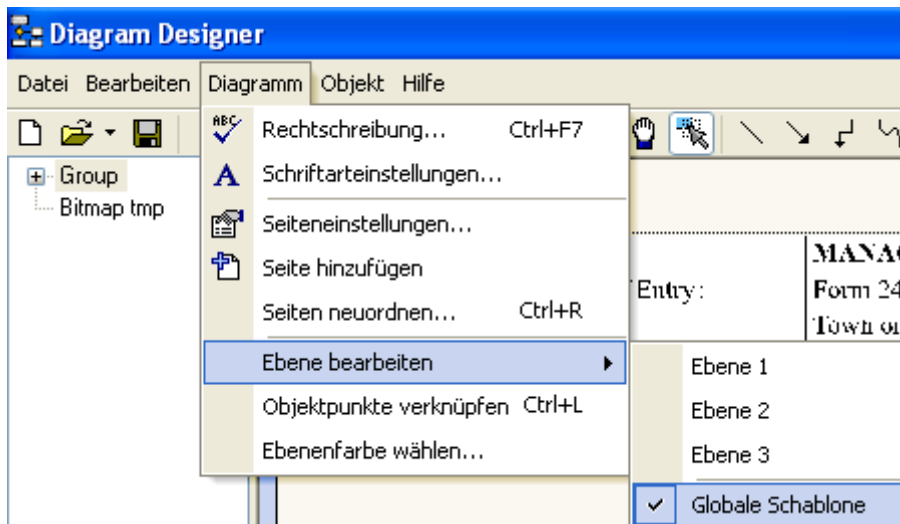 Diagram Designer
Datei Bearbeiten Diagramm Objekt Hilfe
ABC Rechtschreibung... Ctrl+F7
A Schriftarteinstellungen...
Seiteneinstellungen...
Seite hinzufügen
Seiten neuordnen... Ctrl+R
Ebene bearbeiten
Objektpunkte verknüpfen Ctrl+L
Ebenenfarbe wählen...
Group
Bitmap tmp
Entry:
Form 24
Town
Ebene 1
Ebene 2
Ebene 3
Globale Schablone